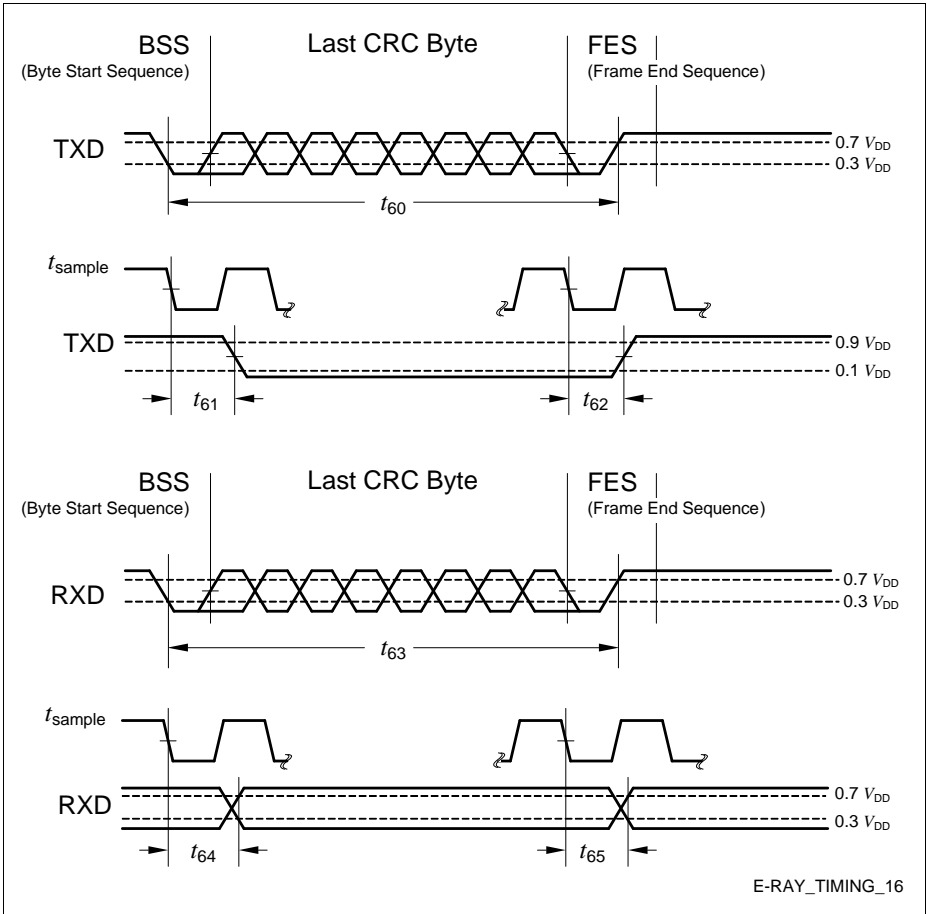 BSS Last CRC Byte FES
(Byte Start Sequence) (Frame End Sequence)
TXD 0.7 VDD
0.3 VDD
t60
tsample
TXD 0.9 VDD
0.1 VDD
t61 t62
BSS Last CRC Byte FES
(Byte Start Sequence) (Frame End Sequence)
RXD 0.7 VDD
0.3 VDD
t63
tsample
RXD 0.7 VDD
0.3 VDD
t64 t65
E-RAY_TIMING_16